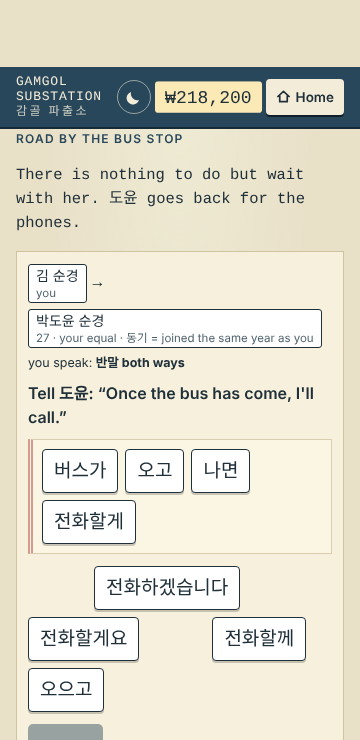 GAMGOL
SUBSTATION
감골 파출소
₩218,200
Home
ROAD BY THE BUS STOP
There is nothing to do but wait
with her. 도윤 goes back for the
phones.
김 순경
you
→
박도윤 순경
27 · your equal · 동기 = joined the same year as you
you speak: 반말 both ways
Tell 도윤: “Once the bus has come, I'll
call.”
버스가 오고 나면
전화할게
전화하겠습니다
전화할게요 전화할께
오으고